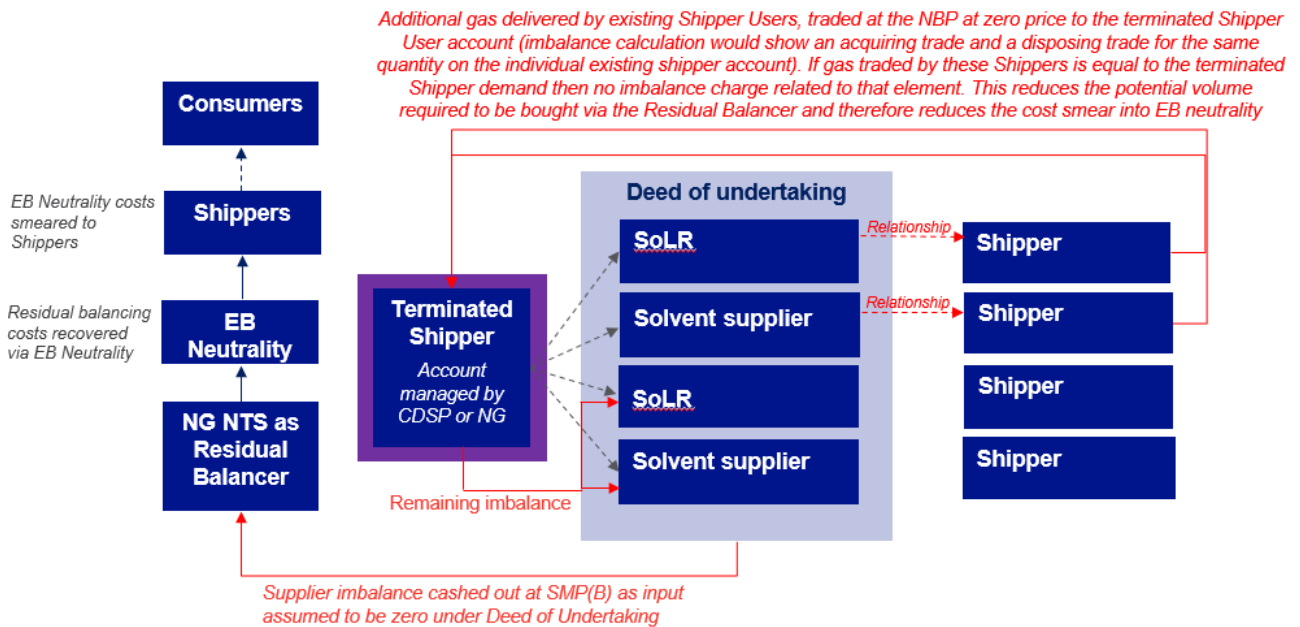 Additional gas delivered by existing Shipper Users, traded at the NBP at zero price to the terminated Shipper
User account (imbalance calculation would show an acquiring trade and a disposing trade for the same
quantity on the individual existing shipper account). If gas traded by these Shippers is equal to the terminated
Shipper demand then no imbalance charge related to that element. This reduces the potential volume
required to be bought via the Residual Balancer and therefore reduces the cost smear into EB neutrality
Consumers
EB Neutrality costs
smeared to
Shippers
Shippers
Residual balancing
costs recovered
via EB Neutrality
EB
Neutrality
NG NTS as
Residual
Balancer
Terminated
Shipper
Account
managed by
CDSP or NG
Remaining imbalance
Deed of undertaking
SoLR
Relationship
Shipper
Solvent supplier
Relationship
Shipper
SoLR
Shipper
Solvent supplier
Shipper
Supplier imbalance cashed out at SMP(B) as input
assumed to be zero under Deed of Undertaking